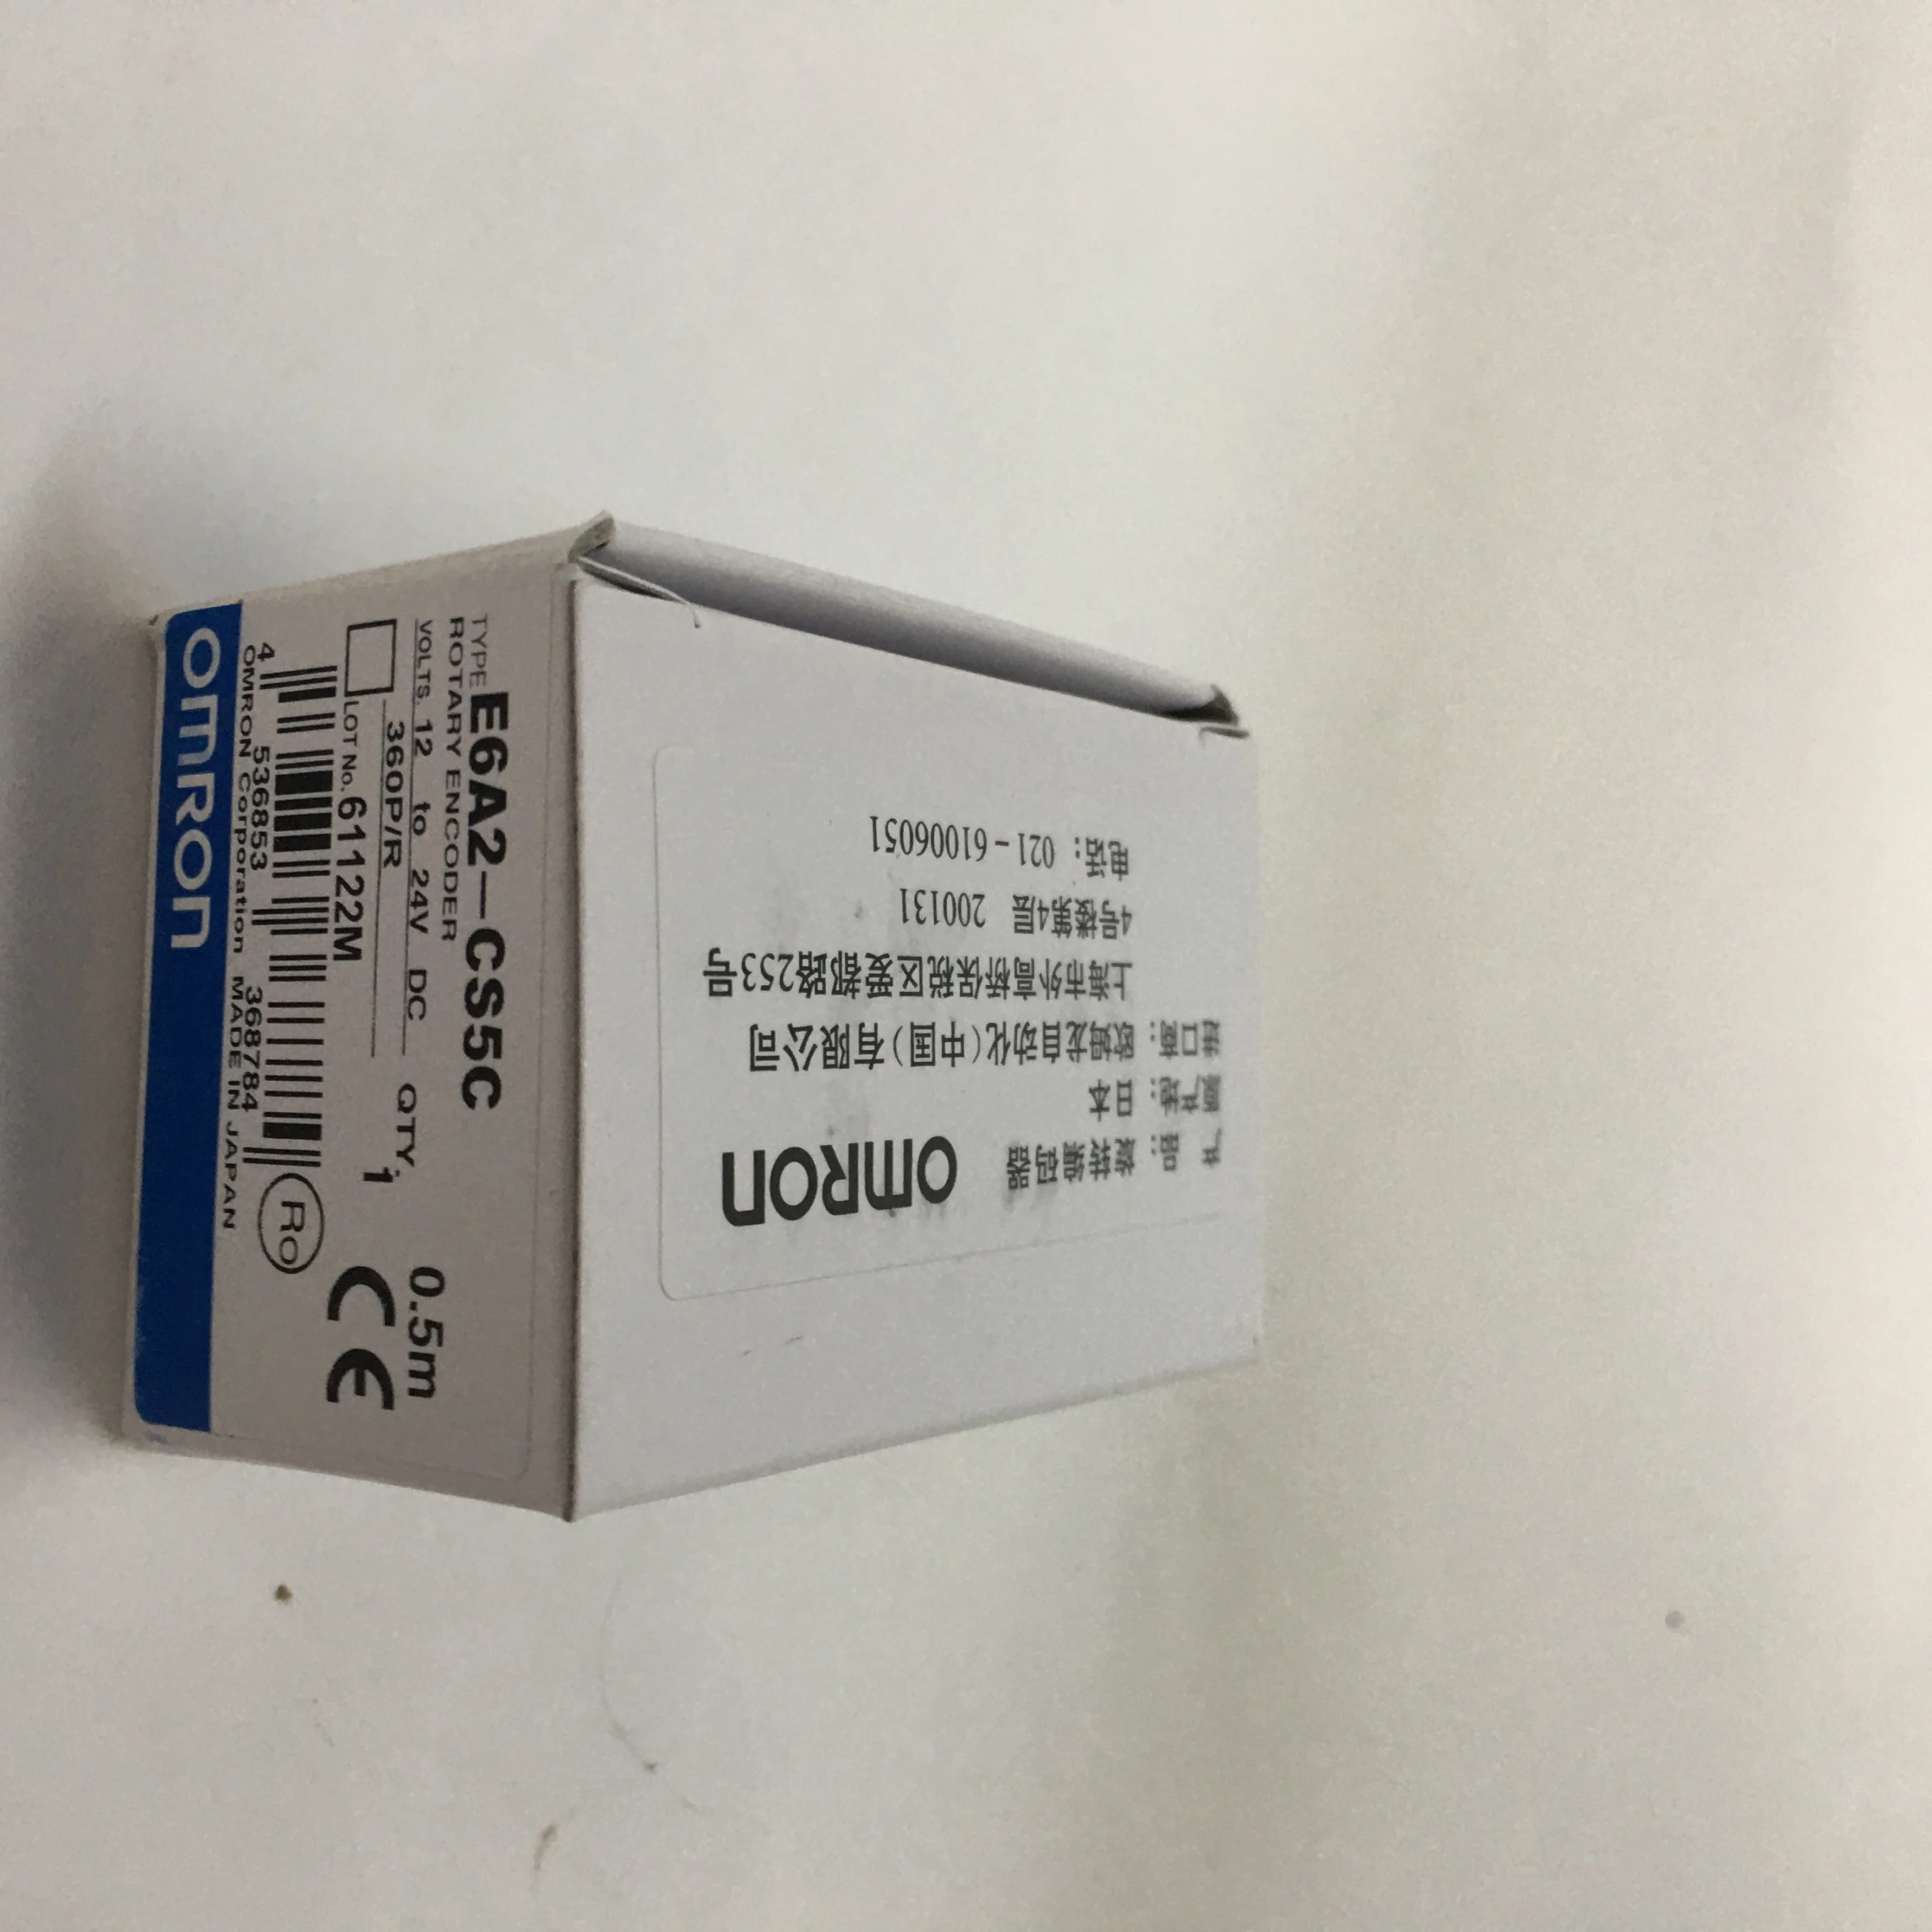 TYPE E6A2-CS5C
ROTARY ENCODER
VOLTS. 12 to 24V DC 0.5m
360P/R QTY. 1
LOT No. 61122M CE
4 536853 368784 Ro
OMRON Corporation MADE IN JAPAN
OMRON
OMRON
产 品： 旋转编码器
原产地： 日本
进口商： 欧姆龙自动化(中国)有限公司
上海市外高桥保税区爱都路253号
4号楼第4层 200131
电话： 021-61006051